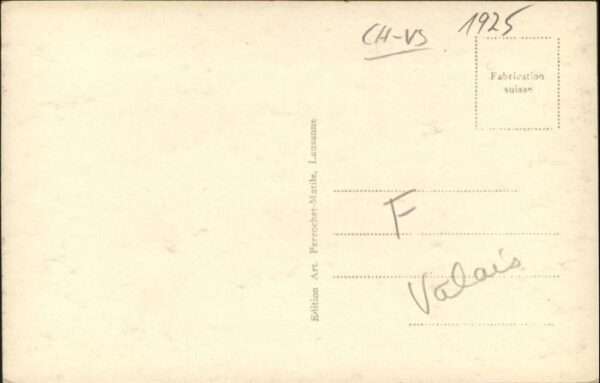 CH-VS 1925
Fabrication
suisse
Edition Art. Perrochet-Matile, Lausanne
F
Valais